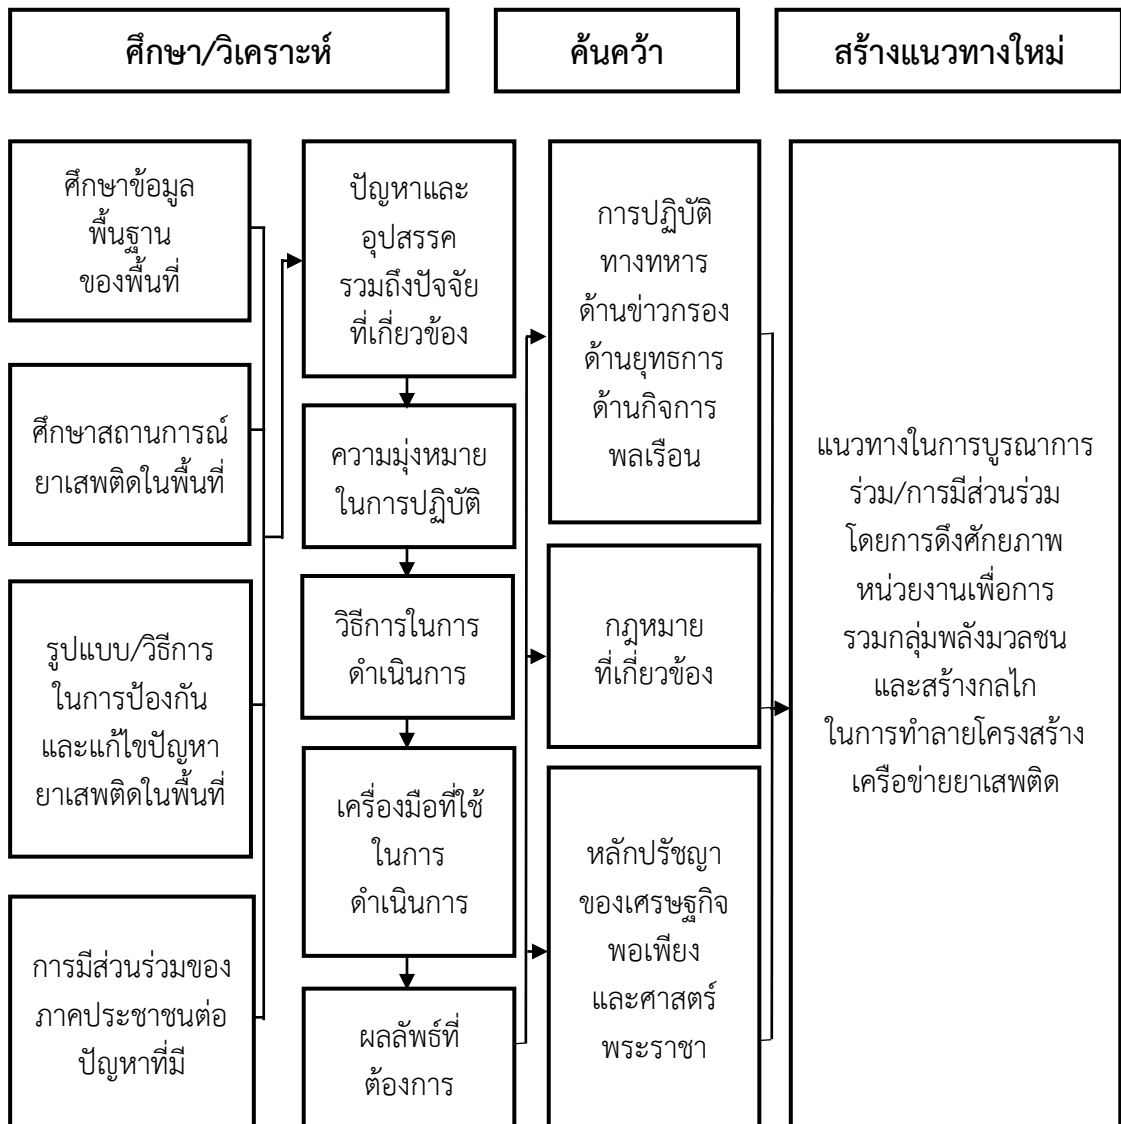 ศึกษา/วิเคราะห์
ค้นคว้า
สร้างแนวทางใหม่
ศึกษาข้อมูล
พื้นฐาน
ของพื้นที่
ศึกษาสถานการณ์
ยาเสพติดในพื้นที่
รูปแบบ/วิธีการ
ในการป้องกัน
และแก้ไขปัญหา
ยาเสพติดในพื้นที่
การมีส่วนร่วมของ
ภาคประชาชนต่อ
ปัญหาที่มี
ปัญหาและ
อุปสรรค
รวมถึงปัจจัย
ที่เกี่ยวข้อง
ความมุ่งหมาย
ในการปฏิบัติ
วิธีการในการ
ดำเนินการ
เครื่องมือที่ใช้
ในการ
ดำเนินการ
ผลลัพธ์ที่
ต้องการ
การปฏิบัติ
ทางทหาร
ด้านข่าวกรอง
ด้านยุทธการ
ด้านกิจการ
พลเรือน
กฎหมาย
ที่เกี่ยวข้อง
หลักปรัชญา
ของเศรษฐกิจ
พอเพียง
และศาสตร์
พระราชา
แนวทางในการบูรณาการ
ร่วม/การมีส่วนร่วม
โดยการดึงศักยภาพ
หน่วยงานเพื่อการ
รวมกลุ่มพลังมวลชน
และสร้างกลไก
ในการทำลายโครงสร้าง
เครือข่ายยาเสพติด